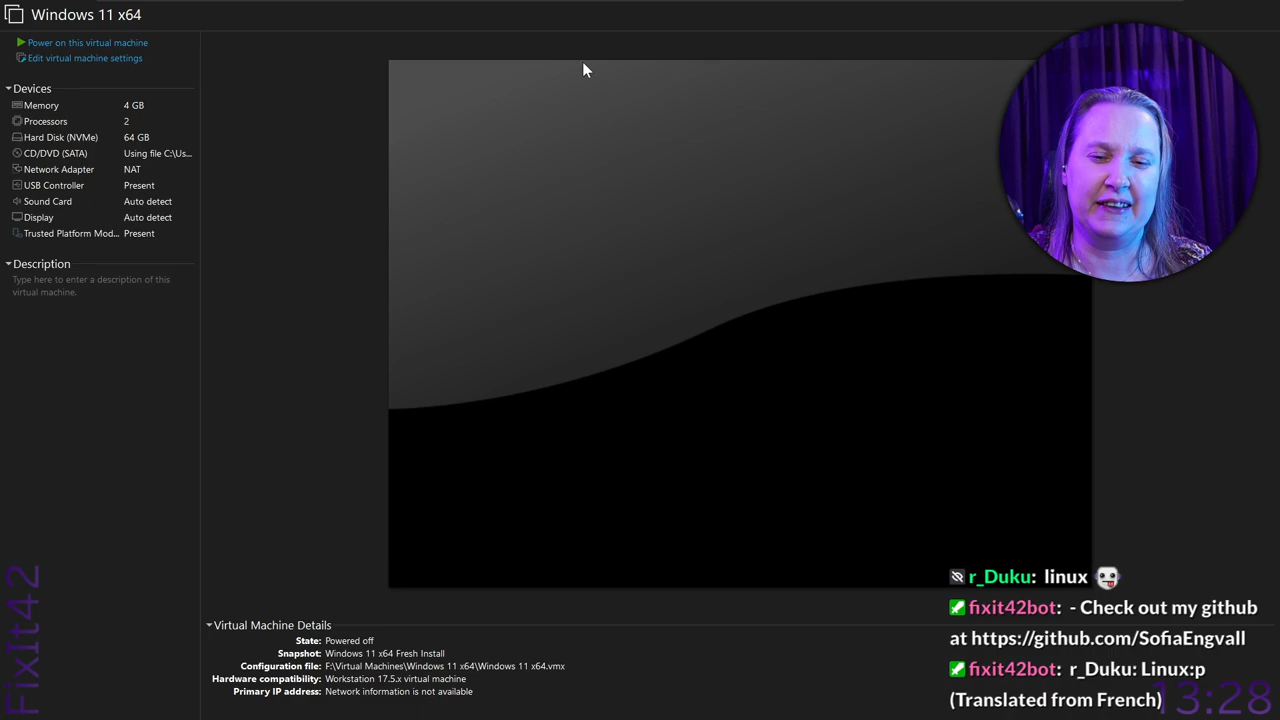 Windows 11 x64
Power on this virtual machine
Edit virtual machine settings
Devices
Memory 4 GB
Processors 2
Hard Disk (NVMe) 64 GB
CD/DVD (SATA) Using file C:\Us...
Network Adapter NAT
USB Controller Present
Sound Card Auto detect
Display Auto detect
Trusted Platform Mod... Present
Description
Type here to enter a description of this
virtual machine.
Virtual Machine Details
State: Powered off
Snapshot: Windows 11 x64 Fresh Install
Configuration file: F:\Virtual Machines\Windows 11 x64\Windows 11 x64.vmx
Hardware compatibility: Workstation 17.5.x virtual machine
Primary IP address: Network information is not available
r_Duku: linux
fixit42bot: - Check out my github
at https://github.com/SofiaEngvall
fixit42bot: r_Duku: Linux:p
(Translated from French)
13:28
FixIt42